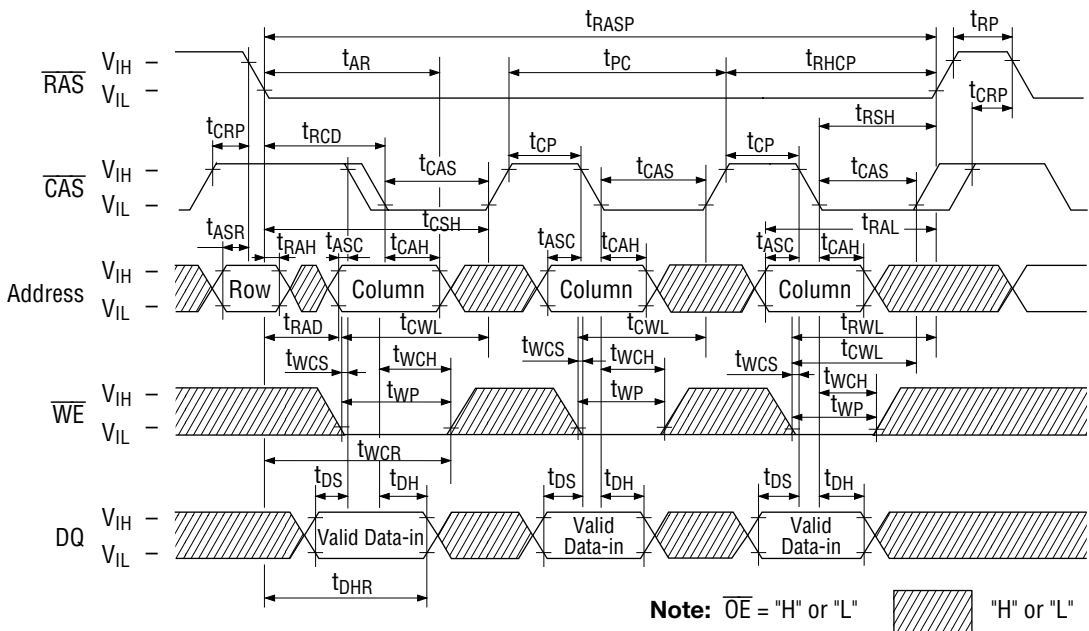 tRASP
tRP
tAR
tPC
tRHCP
RAS
VIH
VIL
tCRP
tCRP
tRCD
tRSH
tCP
tCP
tCAS
tCAS
tCAS
CAS
VIH
VIL
tCSH
tRAL
tASR
tRAH
tASC
tCAH
tASC
tCAH
tASC
tCAH
Address
VIH
VIL
Row
Column
Column
Column
tRAD
tCWL
tCWL
tRWL
tCWL
tWCS
tWCH
tWCS
tWCH
tWCS
tWCH
tWP
tWP
tWP
WE
VIH
VIL
tWCR
tDS
tDH
tDS
tDH
tDS
tDH
DQ
VIH
VIL
Valid Data-in
Valid
Data-in
Valid
Data-in
tDHR
Note: OE = "H" or "L"
"H" or "L"